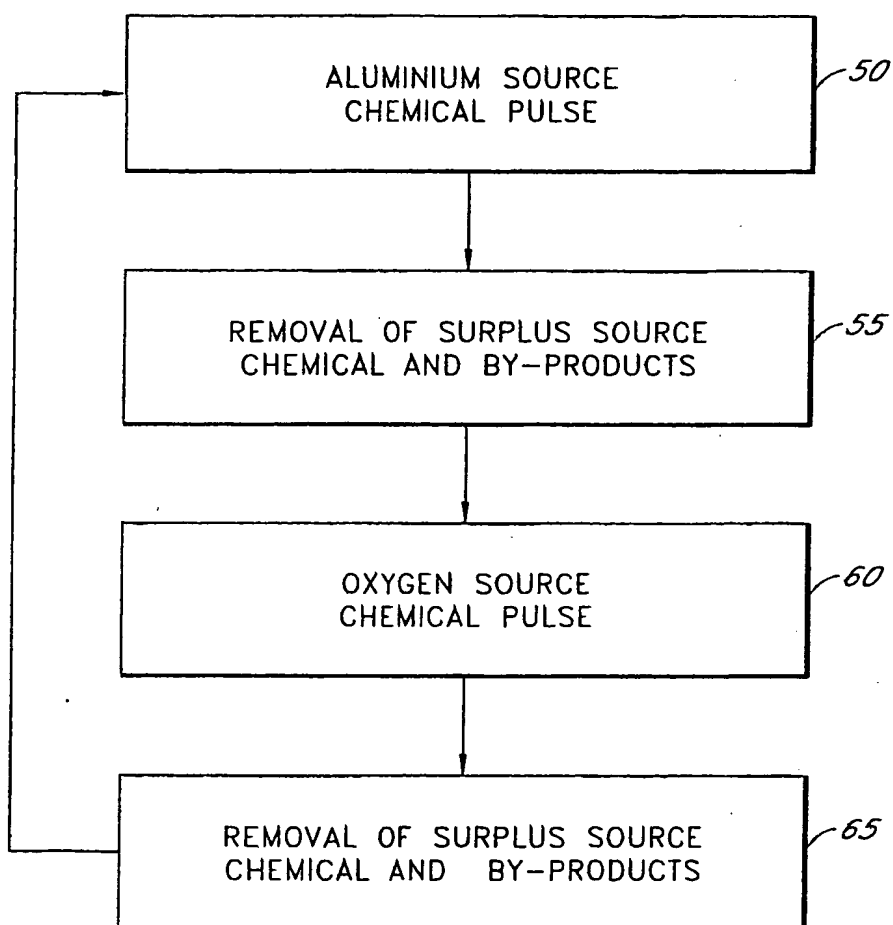 ALUMINIUM SOURCE
CHEMICAL PULSE
50
REMOVAL OF SURPLUS SOURCE
CHEMICAL AND BY-PRODUCTS
55
OXYGEN SOURCE
CHEMICAL PULSE
60
REMOVAL OF SURPLUS SOURCE
CHEMICAL AND BY-PRODUCTS
65